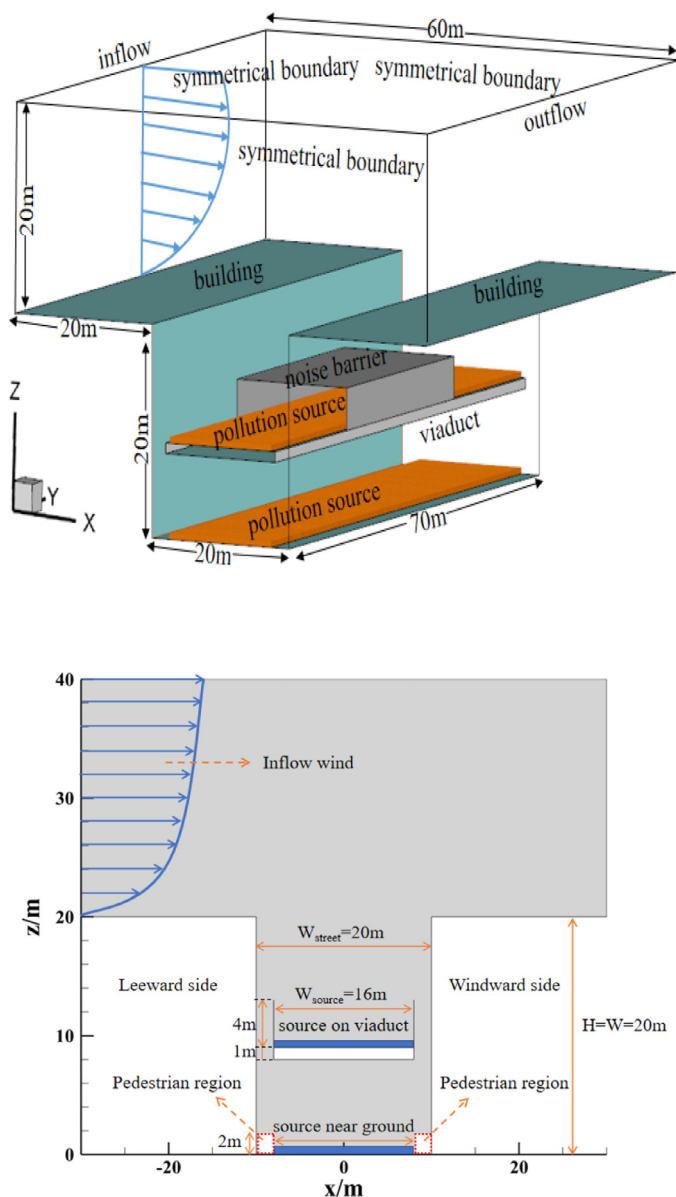 60m
inflow
symmetrical boundary symmetrical boundary
outflow
symmetrical boundary
20m
building
building
20m
noise barrier
pollution source
viaduct
Z
20m
Y
X
pollution source
20m
70m
40
Inflow wind
30
z/m
20
W_street=20m
Leeward side
Windward side
W_source=16m
H=W=20m
4m
source on viaduct
10
1m
Pedestrian region
Pedestrian region
source near ground
2m
0
-20
0
20
x/m